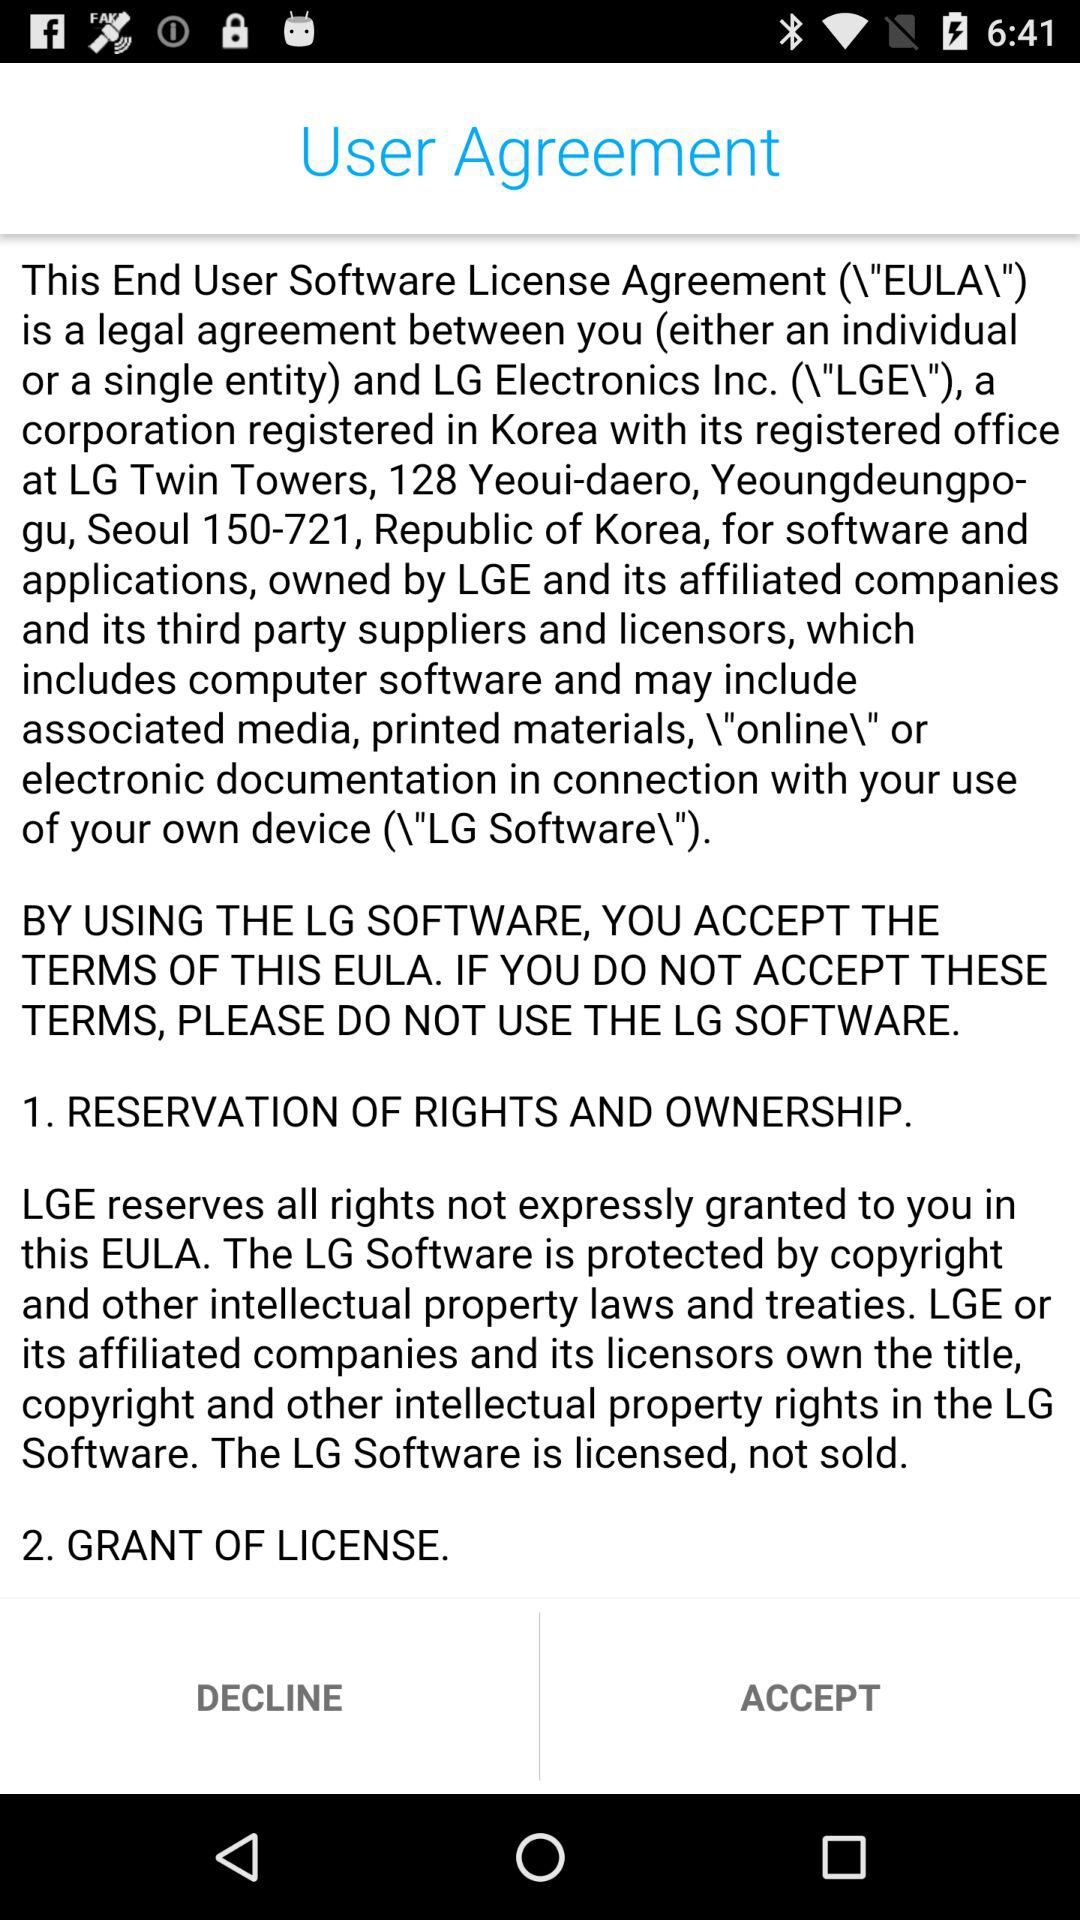 FAKE
6:41
User Agreement
This End User Software License Agreement (\"EULA\")
is a legal agreement between you (either an individual
or a single entity) and LG Electronics Inc. (\"LGE\"), a
corporation registered in Korea with its registered office
at LG Twin Towers, 128 Yeoui-daero, Yeoungdeungpo-
gu, Seoul 150-721, Republic of Korea, for software and
applications, owned by LGE and its affiliated companies
and its third party suppliers and licensors, which
includes computer software and may include
associated media, printed materials, \"online\" or
electronic documentation in connection with your use
of your own device (\"LG Software\").
BY USING THE LG SOFTWARE, YOU ACCEPT THE
TERMS OF THIS EULA. IF YOU DO NOT ACCEPT THESE
TERMS, PLEASE DO NOT USE THE LG SOFTWARE.
1. RESERVATION OF RIGHTS AND OWNERSHIP.
LGE reserves all rights not expressly granted to you in
this EULA. The LG Software is protected by copyright
and other intellectual property laws and treaties. LGE or
its affiliated companies and its licensors own the title,
copyright and other intellectual property rights in the LG
Software. The LG Software is licensed, not sold.
2. GRANT OF LICENSE.
DECLINE
ACCEPT